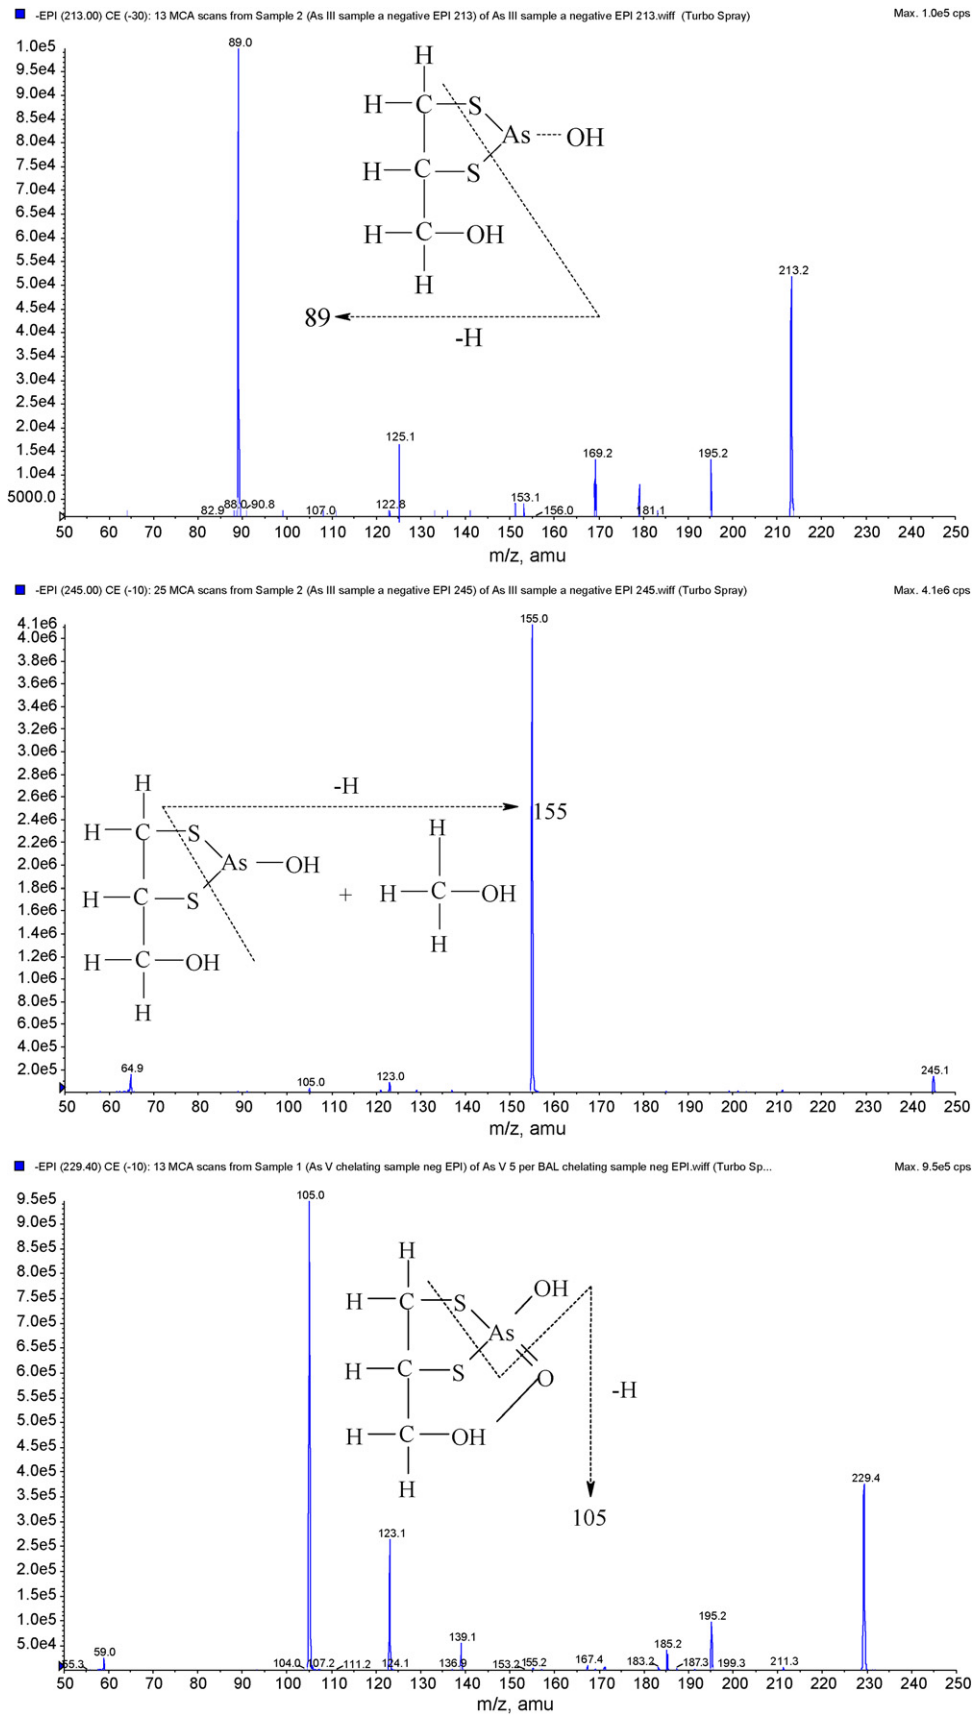 -EPI (213.00) CE (-30): 13 MCA scans from Sample 2 (As III sample a negative EPI 213) of As III sample a negative EPI 213.wiff (Turbo Spray) Max. 1.0e5 cps
1.0e5
9.5e4
9.0e4
8.5e4
8.0e4
7.5e4
7.0e4
6.5e4
6.0e4
5.5e4
5.0e4
4.5e4
4.0e4
3.5e4
3.0e4
2.5e4
2.0e4
1.5e4
1.0e4
5000.0
89.0
213.2
125.1
169.2
195.2
153.1
82.9 88.0 90.8 107.0 122.8 156.0 181.1
H
H C S
As OH
H C S
H C OH
H
89
-H
50 60 70 80 90 100 110 120 130 140 150 160 170 180 190 200 210 220 230 240 250
m/z, amu
-EPI (245.00) CE (-10): 25 MCA scans from Sample 2 (As III sample a negative EPI 245) of As III sample a negative EPI 245.wiff (Turbo Spray) Max. 4.1e6 cps
4.1e6
4.0e6
3.8e6
3.6e6
3.4e6
3.2e6
3.0e6
2.8e6
2.6e6
2.4e6
2.2e6
2.0e6
1.8e6
1.6e6
1.4e6
1.2e6
1.0e6
8.0e5
6.0e5
4.0e5
2.0e5
155.0
-H
155
H
H C S
As OH
H C S
H C OH
H
+
H
H C OH
H
64.9 105.0 123.0 245.1
50 60 70 80 90 100 110 120 130 140 150 160 170 180 190 200 210 220 230 240 250
m/z, amu
-EPI (229.40) CE (-10): 13 MCA scans from Sample 1 (As V chelating sample neg EPI) of As V 5 per BAL chelating sample neg EPI.wiff (Turbo Sp... Max. 9.5e5 cps
9.5e5
9.0e5
8.5e5
8.0e5
7.5e5
7.0e5
6.5e5
6.0e5
5.5e5
5.0e5
4.5e5
4.0e5
3.5e5
3.0e5
2.5e5
2.0e5
1.5e5
1.0e5
5.0e4
105.0
H
OH
H C S
As
H C S
O
H C OH
H
-H
105
229.4
123.1
195.2
139.1
185.2
59.0
55.3 104.0 107.2 111.2 124.1 136.9 153.2 155.2 167.4 183.2 187.3 199.3 211.3
50 60 70 80 90 100 110 120 130 140 150 160 170 180 190 200 210 220 230 240 250
m/z, amu